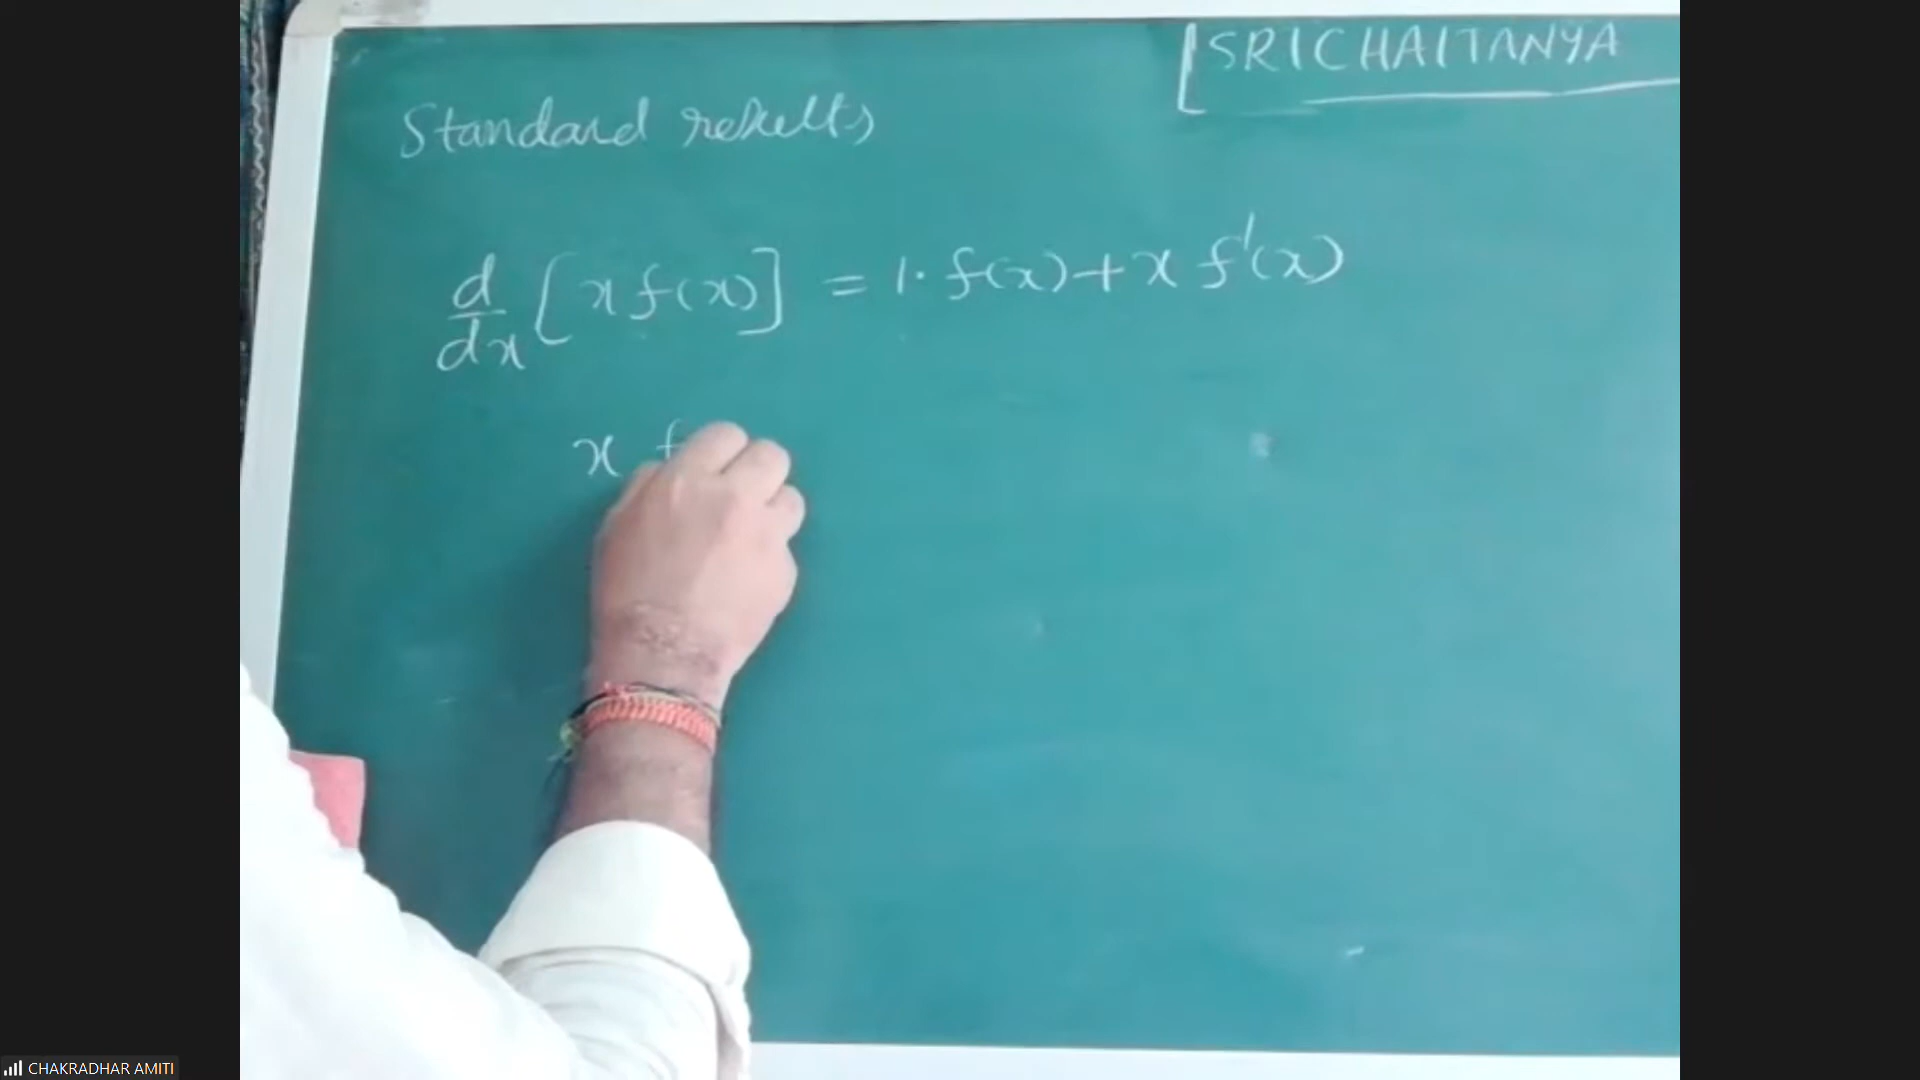 [SRICHAITANYA
Standard results
d/dx [x f(x)] = 1· f(x) + x f'(x)
x f
CHAKRADHAR AMITI